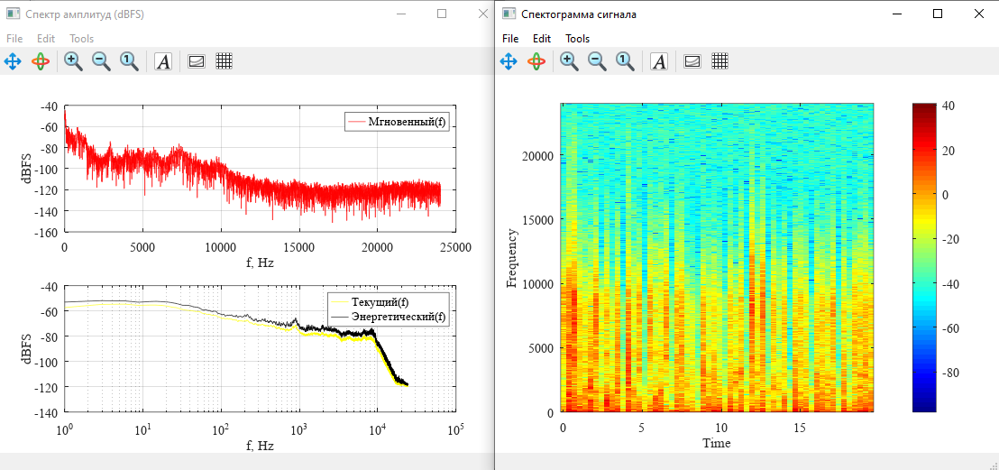 Спектр амплитуд (dBFS)
File Edit Tools
1 A
-40
-60
-80
-100
-120
-140
-160
dBFS
Мгновенный(f)
0 5000 10000 15000 20000 25000
f, Hz
-40
-60
-80
-100
-120
-140
dBFS
Текущий(f)
Энергетический(f)
10^0 10^1 10^2 10^3 10^4 10^5
f, Hz
Спектограмма сигнала
File Edit Tools
1 A
20000
15000
10000
5000
0
Frequency
0 5 10 15
Time
40
20
0
-20
-40
-60
-80